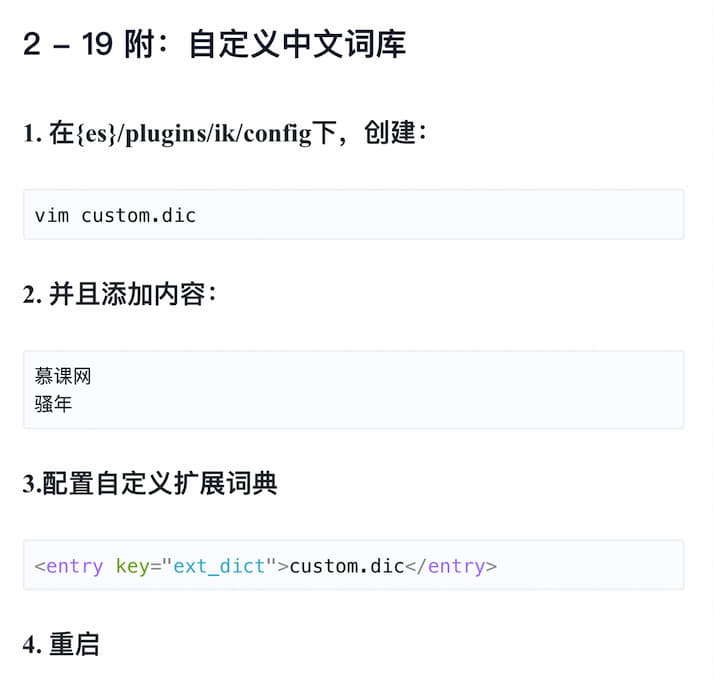 2 – 19 附：自定义中文词库
1. 在{es}/plugins/ik/config下，创建：
vim custom.dic
2. 并且添加内容：
慕课网
骚年
3.配置自定义扩展词典
<entry key="ext_dict">custom.dic</entry>
4. 重启